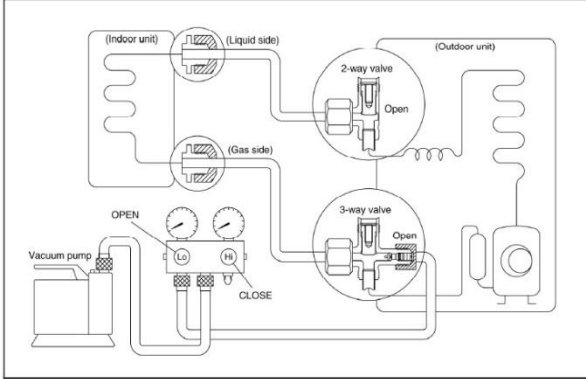 (Indoor unit)
(Liquid side)
(Outdoor unit)
2-way valve
Open
(Gas side)
3-way valve
Open
OPEN
Lo
Hi
Vacuum pump
CLOSE